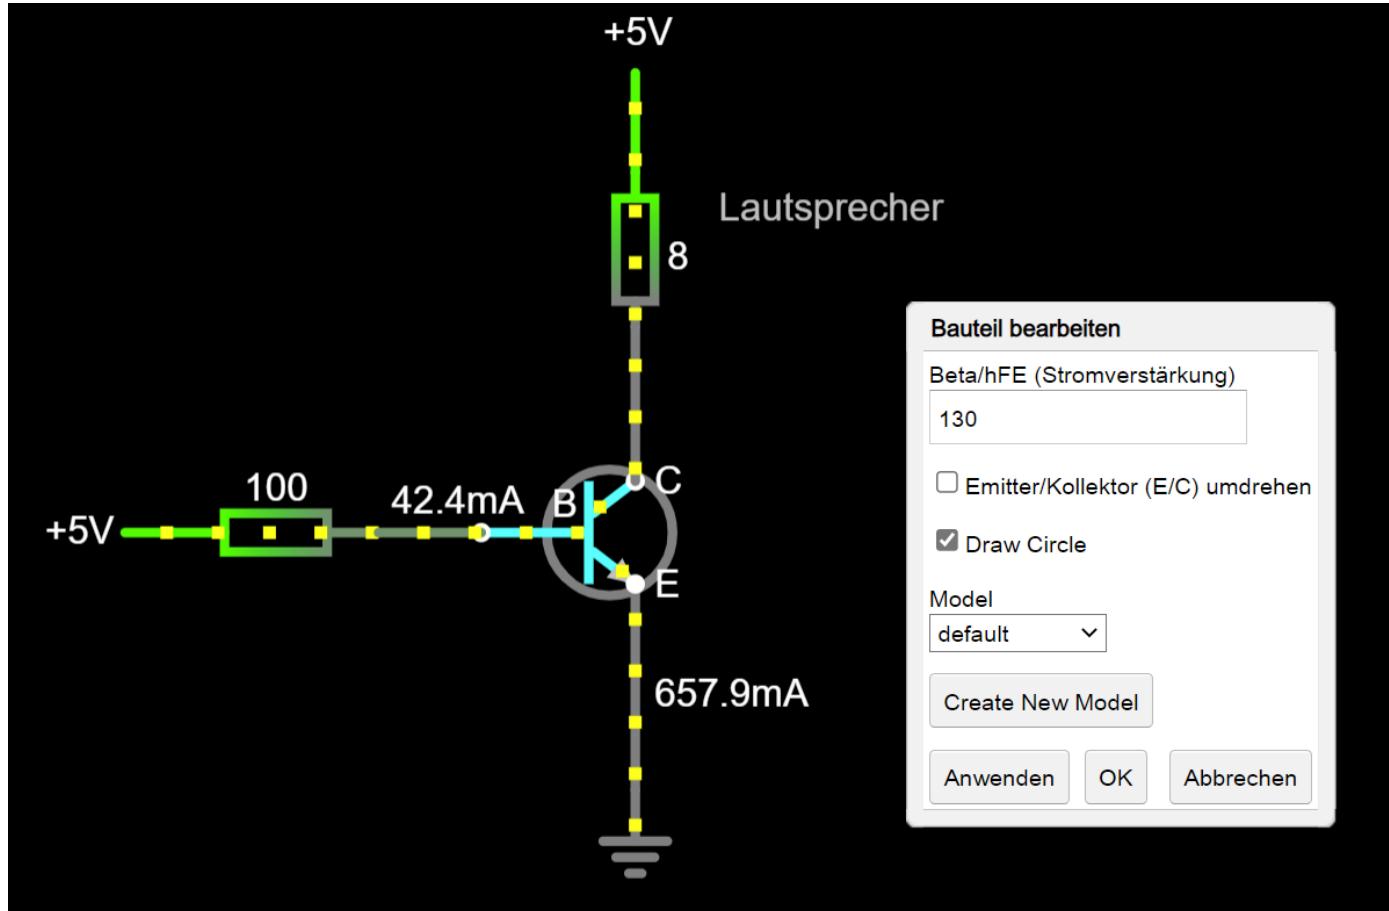 +5V
Lautsprecher
8
Bauteil bearbeiten
Beta/hFE (Stromverstärkung)
130
Emitter/Kollektor (E/C) umdrehen
Draw Circle
Model
default
Create New Model
Anwenden OK Abbrechen
100
42.4mA B C
+5V
E
657.9mA